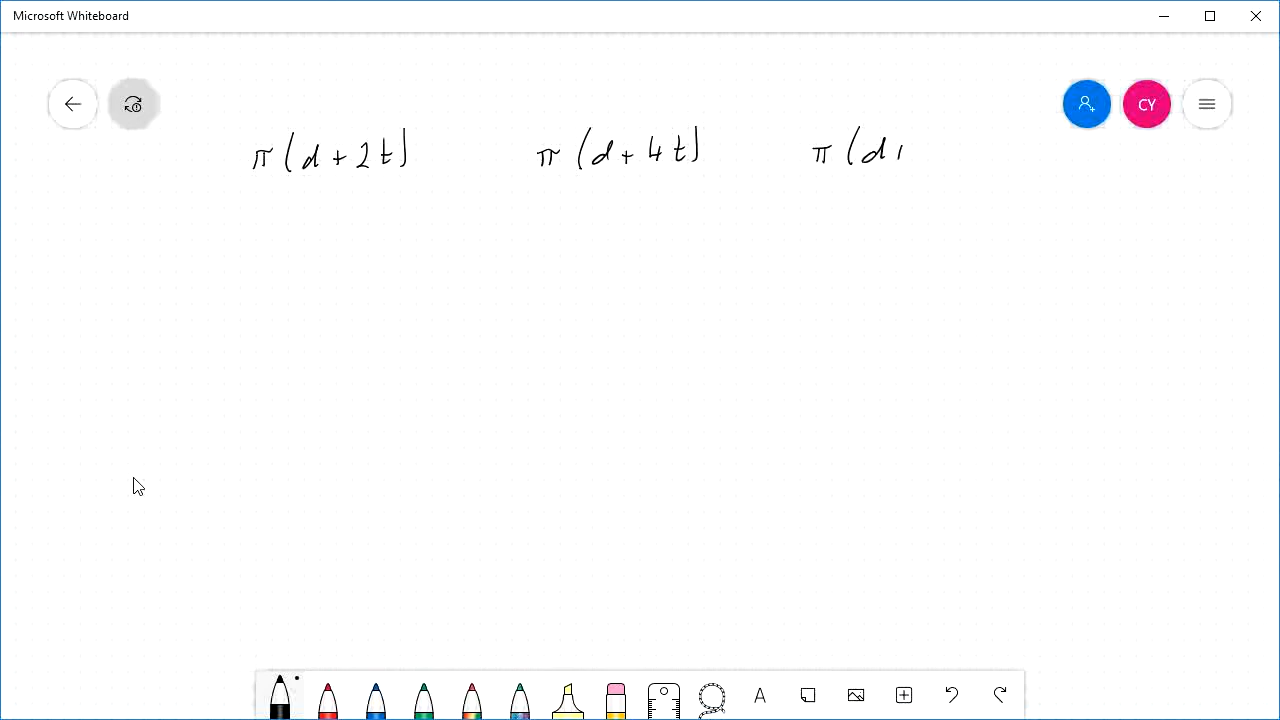 Microsoft Whiteboard
CY
π(d+2t) π(d+4t) π(d
A